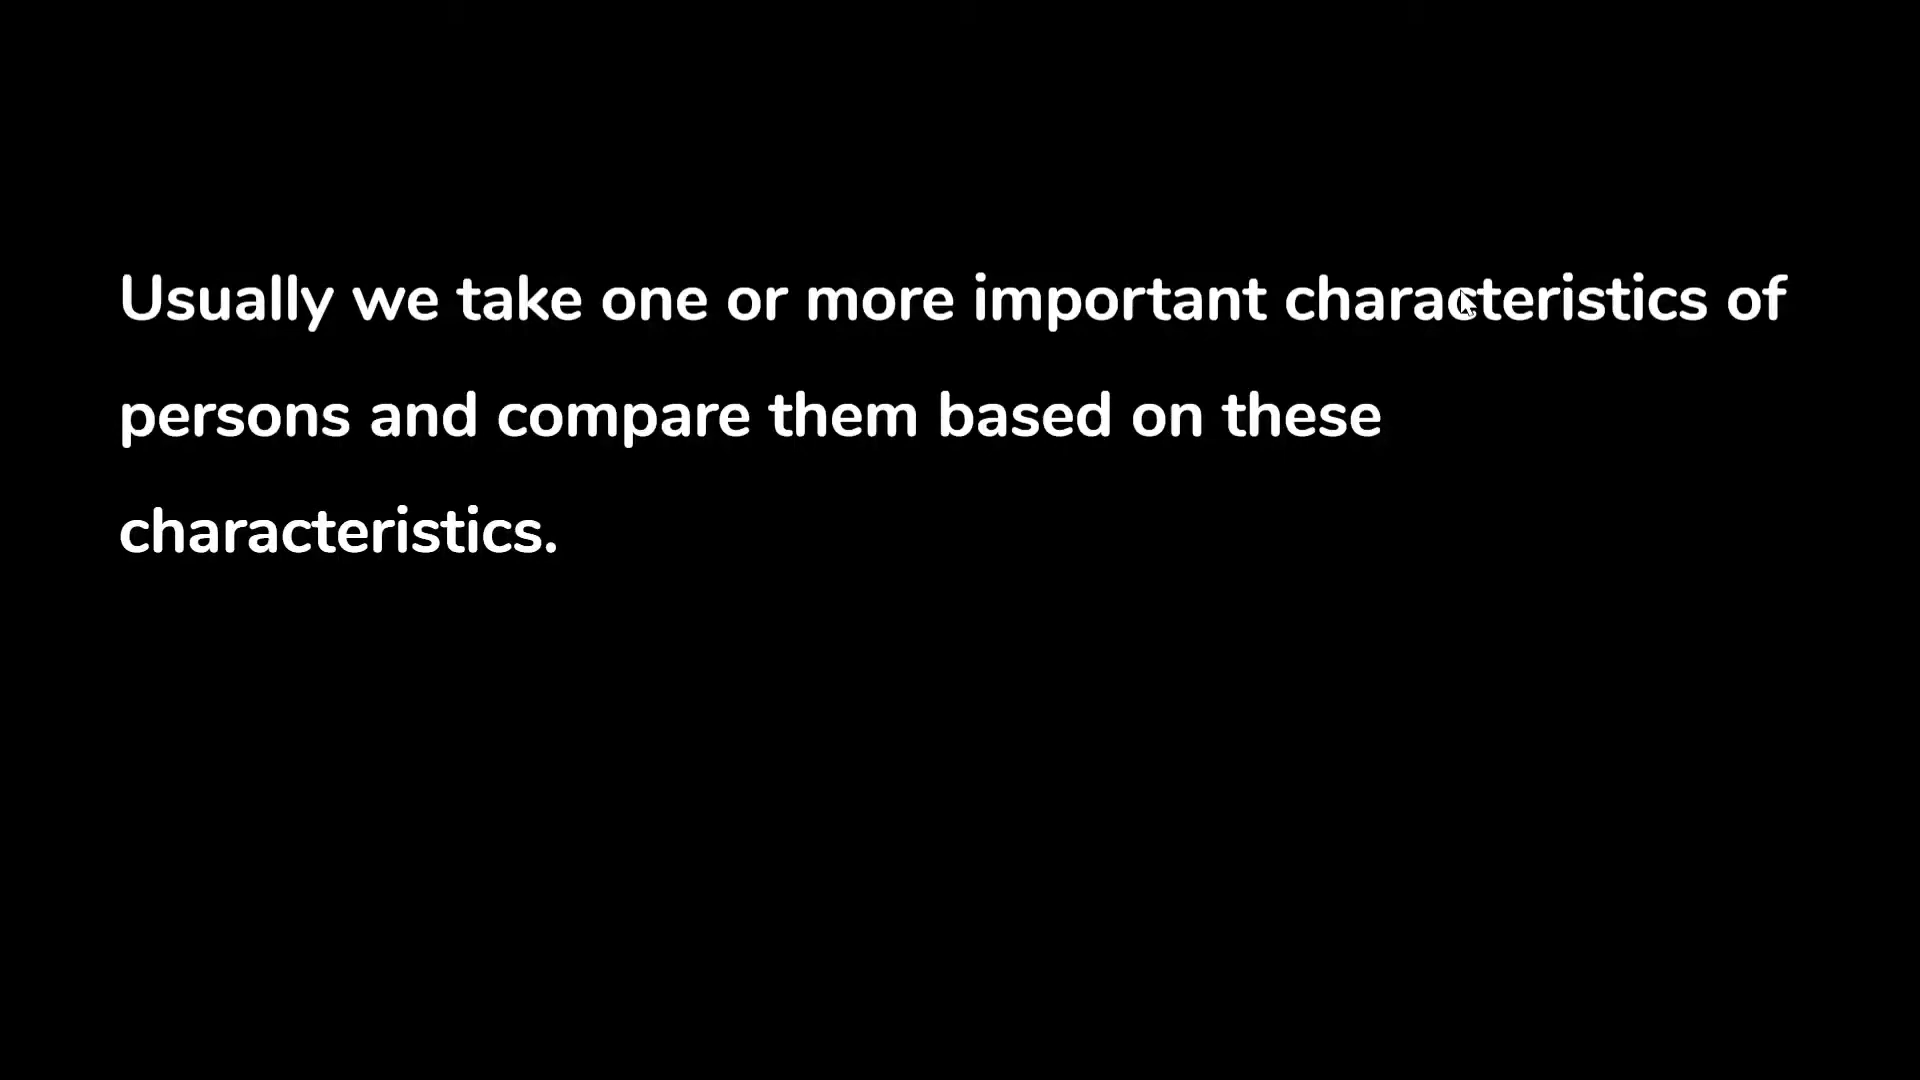 Usually we take one or more important characteristics of
persons and compare them based on these
characteristics.